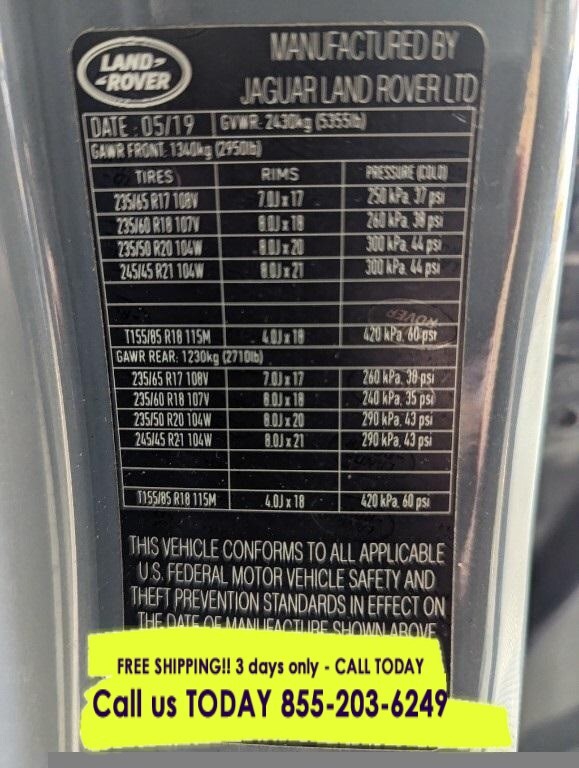 LAND-
-ROVER
MANUFACTURED BY
JAGUAR LAND ROVER LTD
DATE : 05/19 GVWR 2430kg (5355lb)
GAWR FRONT: 1340kg (2950lb)
TIRES RIMS PRESSURE (COLD)
235/65 R17 108V 7.0J x 17 250 kPa, 37 psi
235/60 R18 107V 8.0J x 18 260 kPa, 38 psi
235/50 R20 104W 8.0J x 20 300 kPa, 44 psi
245/45 R21 104W 8.0J x 21 300 kPa, 44 psi
ROVER
T155/85 R18 115M 4.0J x 18 420 kPa, 60 psi
GAWR REAR: 1230kg (2710lb)
235/65 R17 108V 7.0J x 17 260 kPa, 38 psi
235/60 R18 107V 8.0J x 18 240 kPa, 35 psi
235/50 R20 104W 8.0J x 20 290 kPa, 43 psi
245/45 R21 104W 8.0J x 21 290 kPa, 43 psi
T155/85 R18 115M 4.0J x 18 420 kPa, 60 psi
THIS VEHICLE CONFORMS TO ALL APPLICABLE
U.S. FEDERAL MOTOR VEHICLE SAFETY AND
THEFT PREVENTION STANDARDS IN EFFECT ON
THE DATE OF MANUFACTURE SHOWN ABOVE
FREE SHIPPING!! 3 days only - CALL TODAY
Call us TODAY 855-203-6249